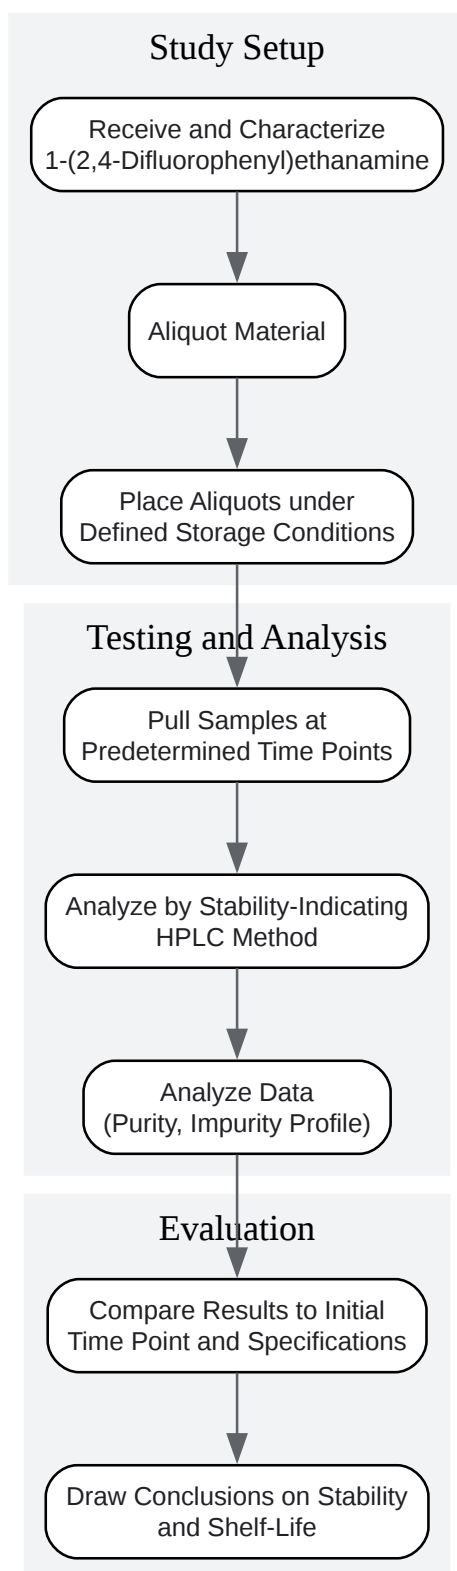 Study Setup
Receive and Characterize
1-(2,4-Difluorophenyl)ethanamine
Aliquot Material
Place Aliquots under
Defined Storage Conditions
Testing and Analysis
Pull Samples at
Predetermined Time Points
Analyze by Stability-Indicating
HPLC Method
Analyze Data
(Purity, Impurity Profile)
Evaluation
Compare Results to Initial
Time Point and Specifications
Draw Conclusions on Stability
and Shelf-Life